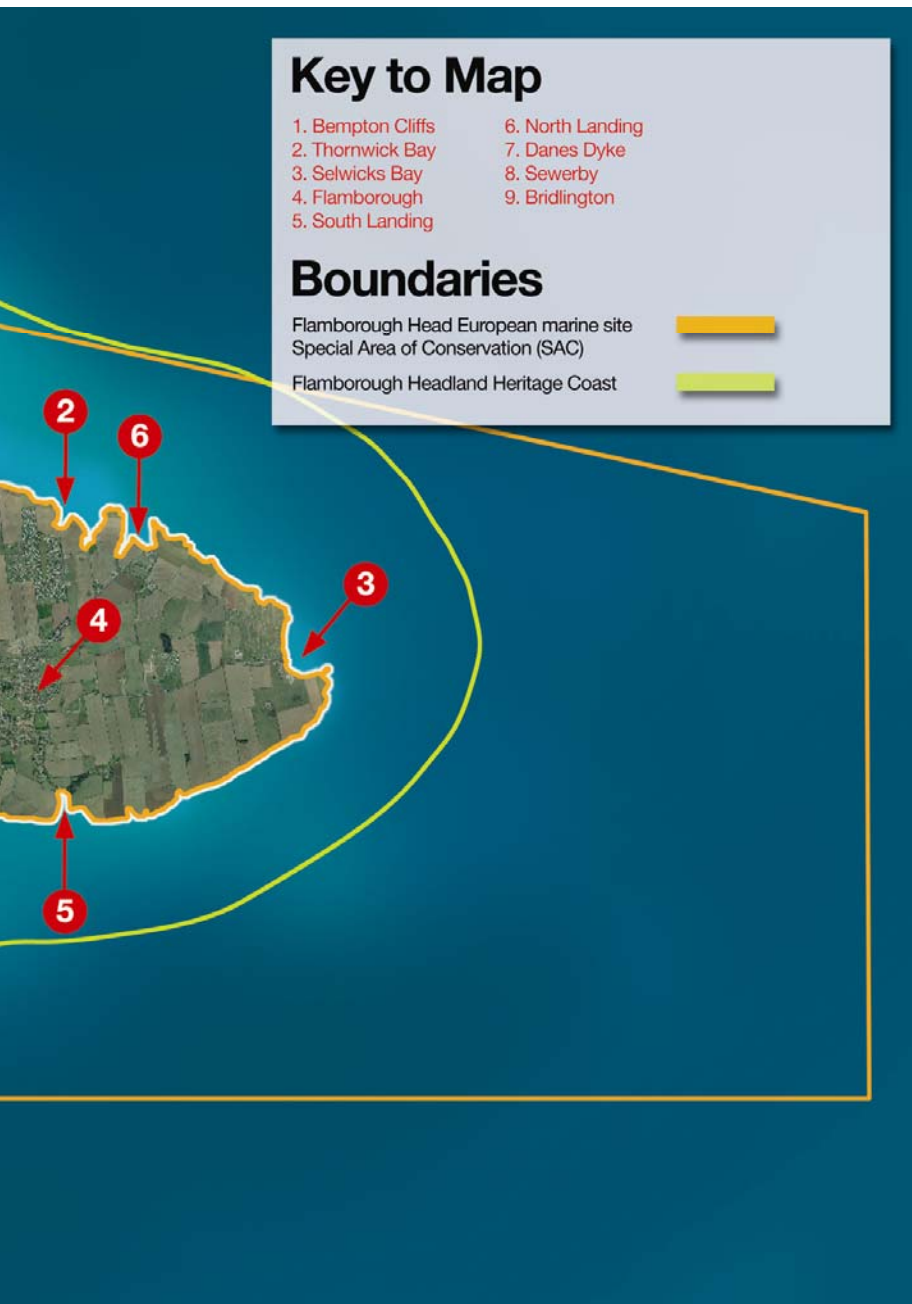 Key to Map
1. Bempton Cliffs
2. Thornwick Bay
3. Selwicks Bay
4. Flamborough
5. South Landing
6. North Landing
7. Danes Dyke
8. Sewerby
9. Bridlington
Boundaries
Flamborough Head European marine site
Special Area of Conservation (SAC)
Flamborough Headland Heritage Coast
2
6
3
4
5